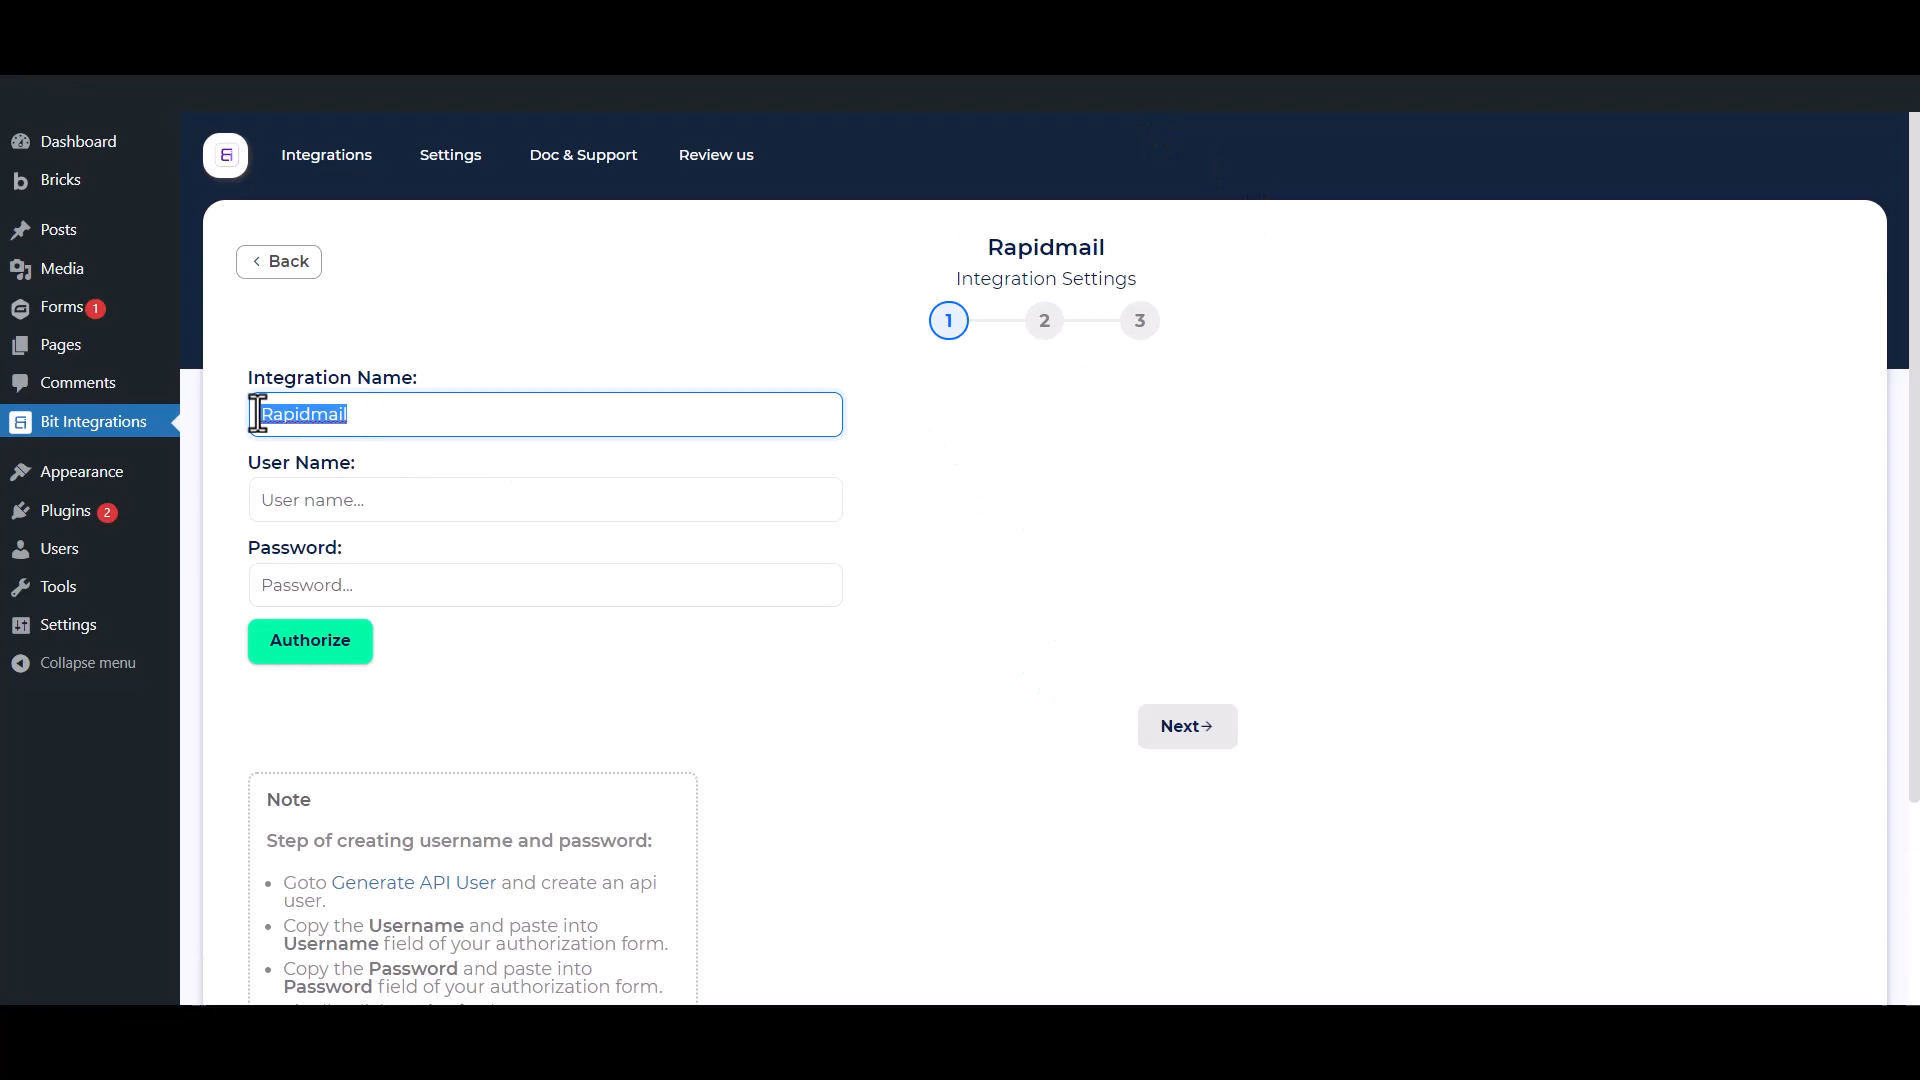 Dashboard
Bricks
Posts
Media
Forms 1
Pages
Comments
Bit Integrations
Appearance
Plugins 2
Users
Tools
Settings
Collapse menu
Integrations Settings Doc & Support Review us
Back
Rapidmail
Integration Settings
1 2 3
Integration Name:
Rapidmail
User Name:
User name...
Password:
Password...
Authorize
Next
Note
Step of creating username and password:
Goto Generate API User and create an api
user.
Copy the Username and paste into
Username field of your authorization form.
Copy the Password and paste into
Password field of your authorization form.